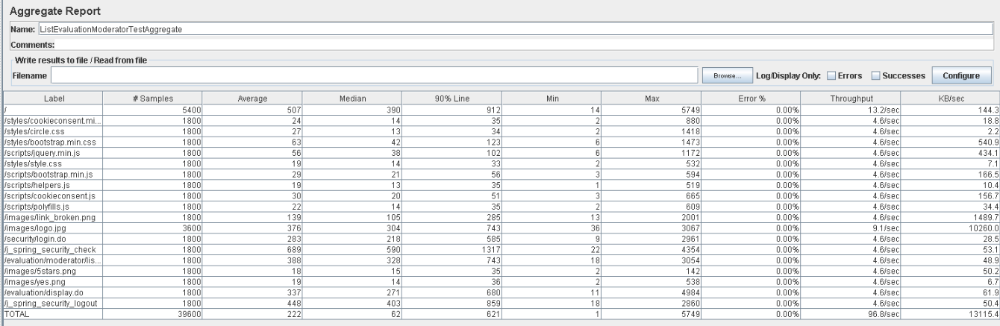 Aggregate Report
Name: ListEvaluationModeratorTestAggregate
Comments:
Write results to file / Read from file
Filename Browse... Log/Display Only: Errors Successes Configure
Label # Samples Average Median 90% Line Min Max Error % Throughput KB/sec
/ 5400 507 390 912 14 5749 0.00% 13.2/sec 144.3
/styles/cookieconsent.mi... 1800 24 14 35 2 880 0.00% 4.6/sec 18.8
/styles/circle.css 1800 27 13 34 2 1418 0.00% 4.6/sec 2.2
/styles/bootstrap.min.css 1800 63 42 123 6 1473 0.00% 4.6/sec 540.9
/scripts/jquery.min.js 1800 56 38 102 6 1172 0.00% 4.6/sec 434.1
/styles/style.css 1800 19 14 33 2 532 0.00% 4.6/sec 7.1
/scripts/bootstrap.min.js 1800 29 21 56 3 594 0.00% 4.6/sec 166.5
/scripts/helpers.js 1800 19 13 35 1 519 0.00% 4.6/sec 10.4
/scripts/cookieconsent.js 1800 30 20 51 3 665 0.00% 4.6/sec 156.7
/scripts/polyfills.js 1800 22 14 35 2 609 0.00% 4.6/sec 34.4
/images/link_broken.png 1800 139 105 285 13 2001 0.00% 4.6/sec 1489.7
/images/logo.jpg 3600 376 304 743 36 3067 0.00% 9.1/sec 10260.0
/security/login.do 1800 283 218 585 9 2961 0.00% 4.6/sec 28.5
/j_spring_security_check 1800 689 590 1317 22 4354 0.00% 4.6/sec 53.1
/evaluation/moderator/lis... 1800 388 328 743 18 3054 0.00% 4.6/sec 48.9
/images/5stars.png 1800 18 15 35 2 142 0.00% 4.6/sec 50.2
/images/yes.png 1800 19 14 36 2 538 0.00% 4.6/sec 6.7
/evaluation/display.do 1800 337 271 680 11 4984 0.00% 4.6/sec 61.9
/j_spring_security_logout 1800 448 403 859 18 2860 0.00% 4.6/sec 50.4
TOTAL 39600 222 62 621 1 5749 0.00% 96.8/sec 13115.4